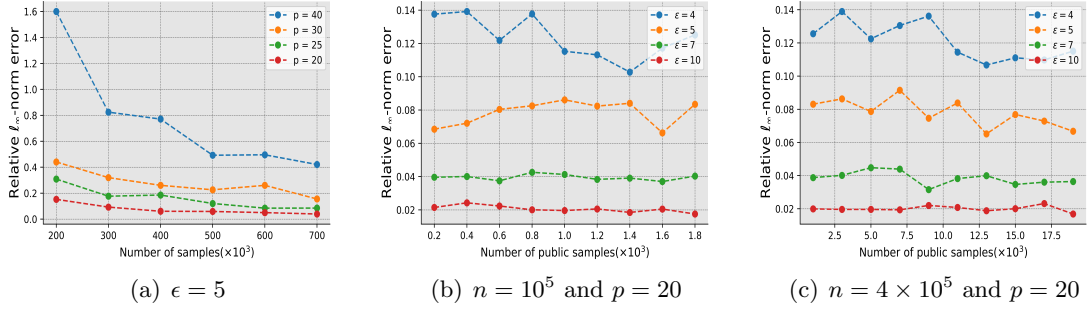 Relative ℓ∞-norm error
1.6
1.4
1.2
1.0
0.8
0.6
0.4
0.2
0.0
p = 40
p = 30
p = 25
p = 20
200 300 400 500 600 700
Number of samples(×10³)
(a) ϵ = 5
Relative ℓ∞-norm error
0.14
0.12
0.10
0.08
0.06
0.04
0.02
ε = 4
ε = 5
ε = 7
ε = 10
0.2 0.4 0.6 0.8 1.0 1.2 1.4 1.6 1.8
Number of public samples(×10³)
(b) n = 10⁵ and p = 20
Relative ℓ∞-norm error
0.14
0.12
0.10
0.08
0.06
0.04
0.02
ε = 4
ε = 5
ε = 7
ε = 10
2.5 5.0 7.5 10.0 12.5 15.0 17.5
Number of public samples(×10³)
(c) n = 4 × 10⁵ and p = 20